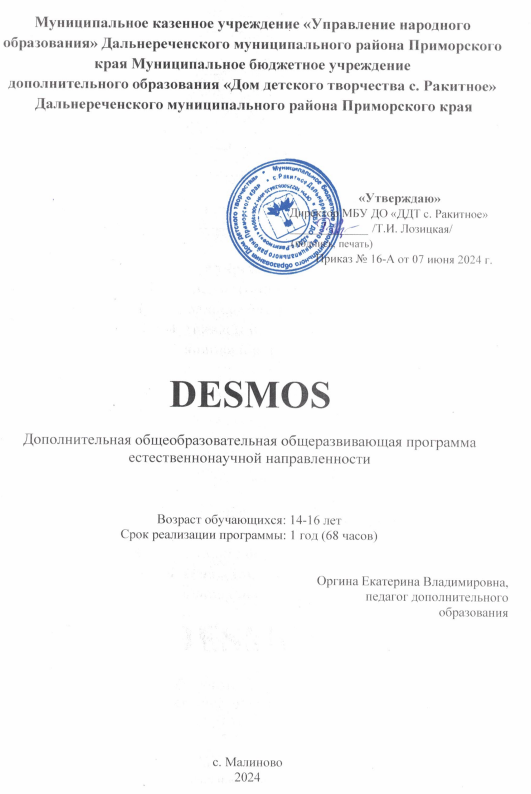 Муниципальное казенное учреждение «Управление народного
образования» Дальнереченского муниципального района Приморского
края Муниципальное бюджетное учреждение
дополнительного образования «Дом детского творчества с. Ракитное»
Дальнереченского муниципального района Приморского края
«Утверждаю»
Директор МБУ ДО «ДДТ с. Ракитное»
/Т.И. Лозицкая/
печать)
Приказ № 16-А от 07 июня 2024 г.
DESMOS
Дополнительная общеобразовательная общеразвивающая программа
естественнонаучной направленности
Возраст обучающихся: 14-16 лет
Срок реализации программы: 1 год (68 часов)
Оргина Екатерина Владимировна,
педагог дополнительного
образования
с. Малиново
2024